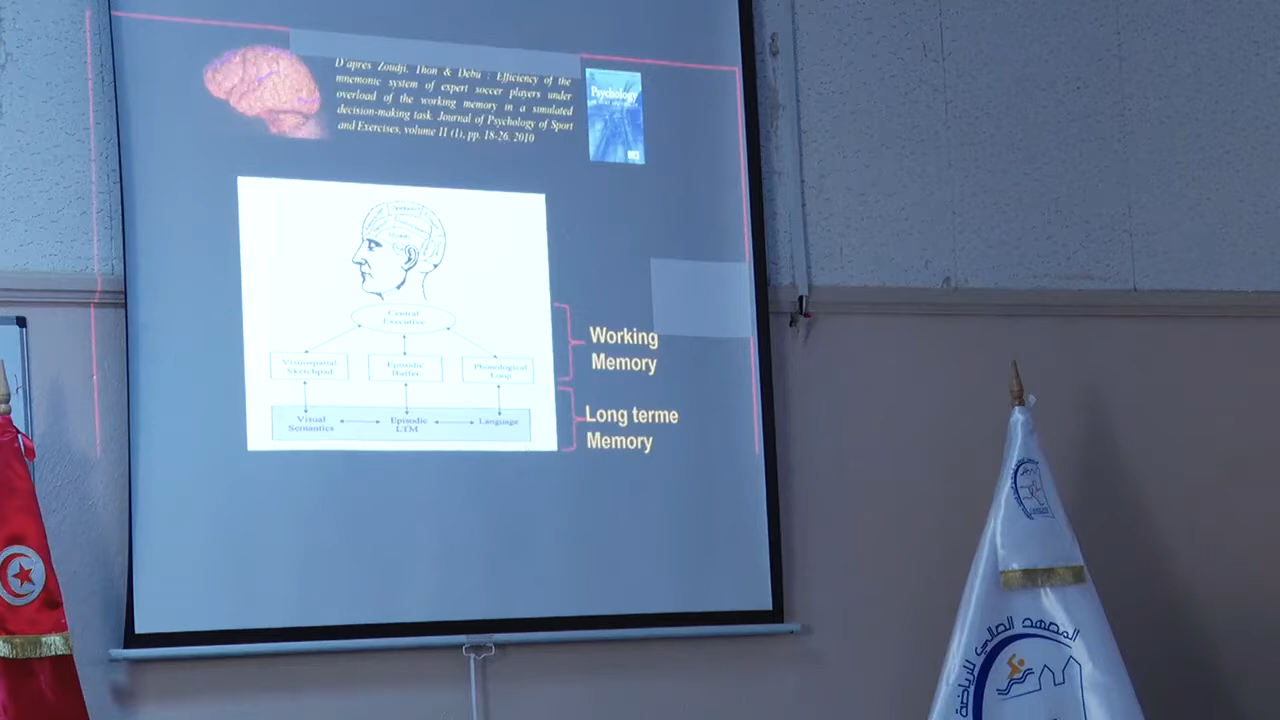 D'après Zoudji, Thon & Debû : Efficiency of the
mnemonic system of expert soccer players under
overload of the working memory in a simulated
decision-making task. Journal of Psychology of Sport
and Exercises, volume 11 (1), pp. 18-26. 2010
Psychology
Central
Executive
Visuospatial
Sketchpad
Episodic
Buffer
Phonological
Loop
Visual
Semantics
Episodic
LTM
Language
Working
Memory
Long terme
Memory
المعهد العالي للرياضة